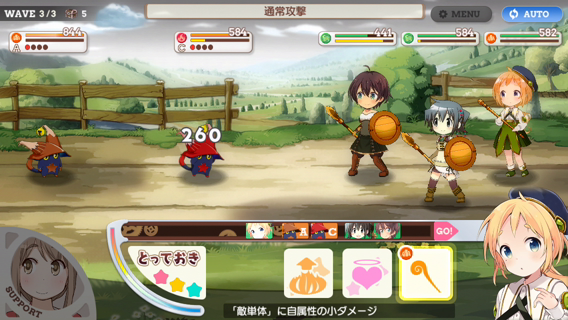 WAVE 3/3 5
通常攻撃
MENU
AUTO
844
A
584
C
441
584
582
260
A C GO!
とっておき
SUPPORT
「敵単体」に自属性の小ダメージ